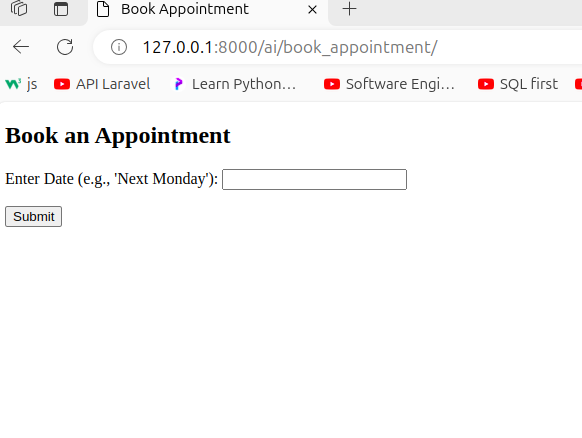 Book Appointment
127.0.0.1:8000/ai/book_appointment/
W3 js API Laravel Learn Python... Software Engi... SQL first
Book an Appointment
Enter Date (e.g., 'Next Monday'):
Submit